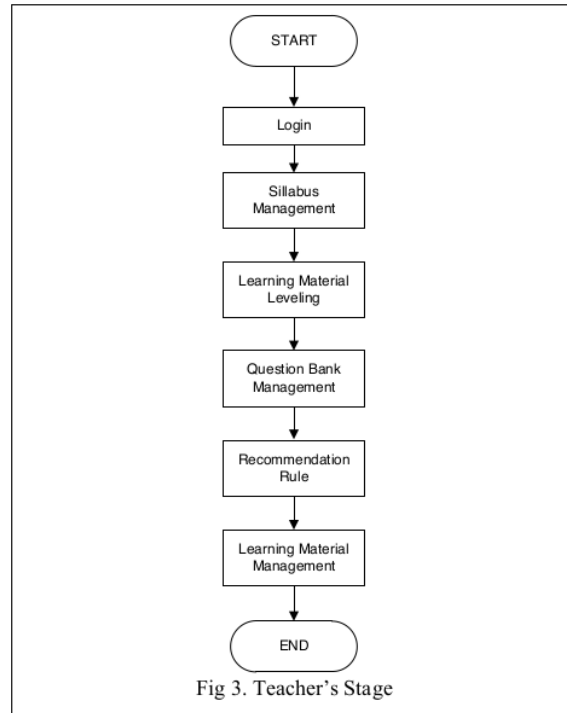 START
Login
Sillabus
Management
Learning Material
Leveling
Question Bank
Management
Recommendation
Rule
Learning Material
Management
END
Fig 3. Teacher's Stage